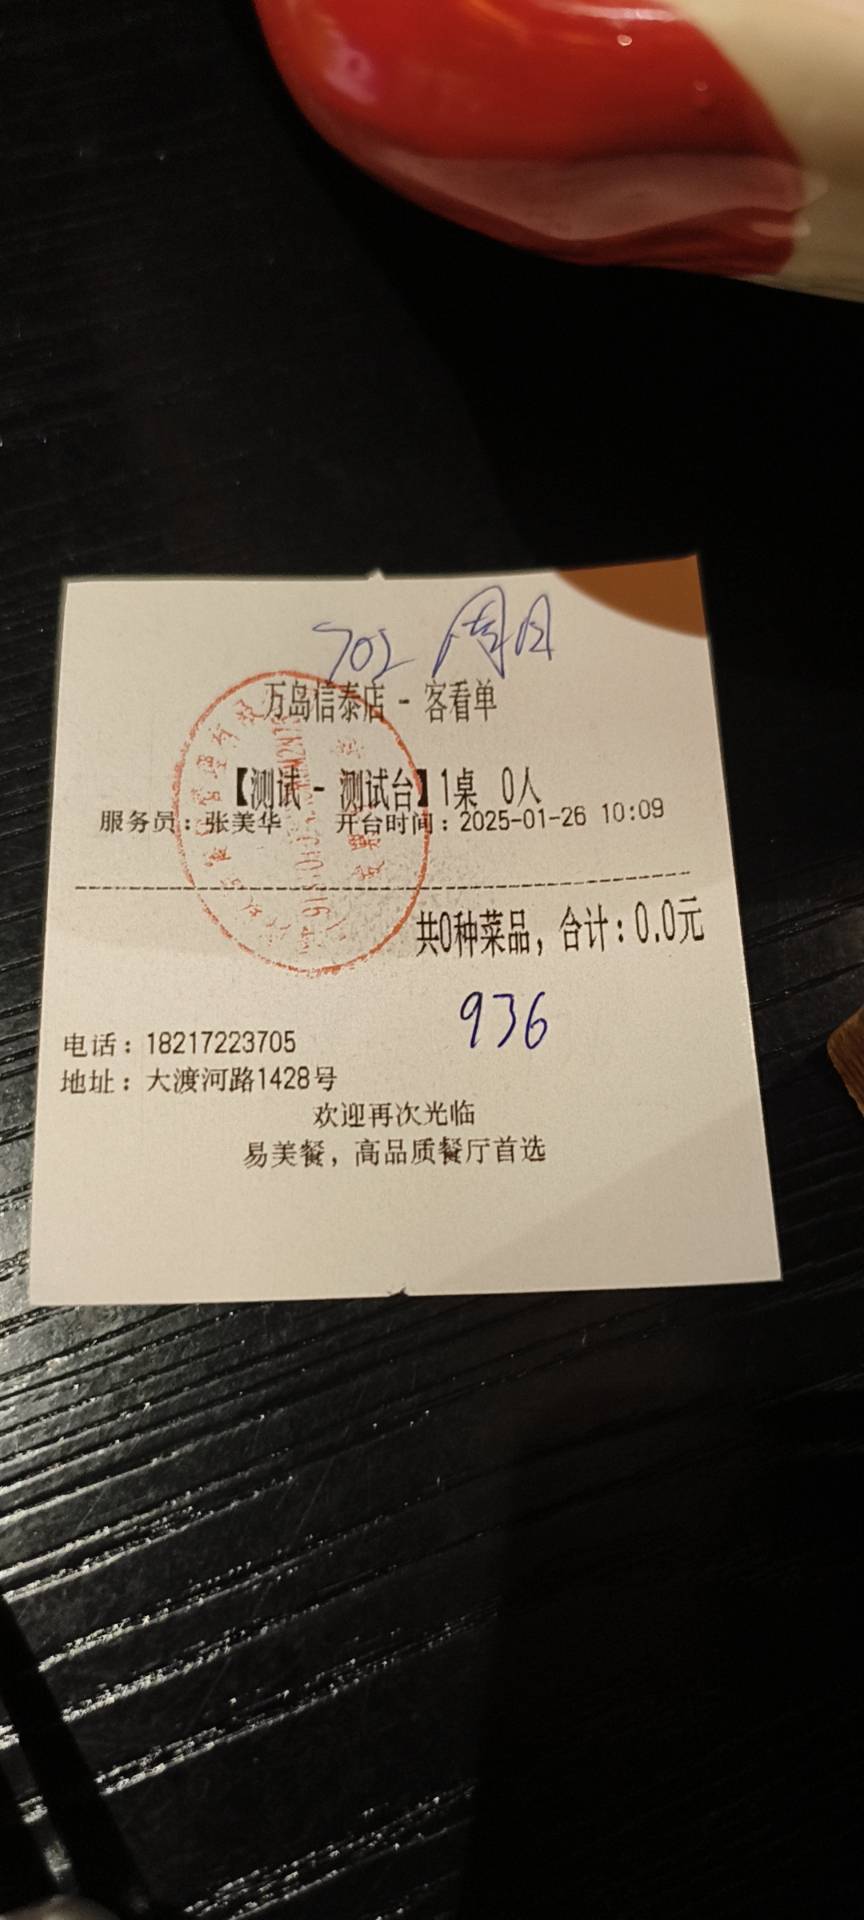 702 周月
万岛信泰店 - 客看单
【测试 - 测试台】1桌 0人
服务员：张美华 开台时间：2025-01-26 10:09
共0种菜品，合计：0.0元
936
电话：18217223705
地址：大渡河路1428号
欢迎再次光临
易美餐，高品质餐厅首选